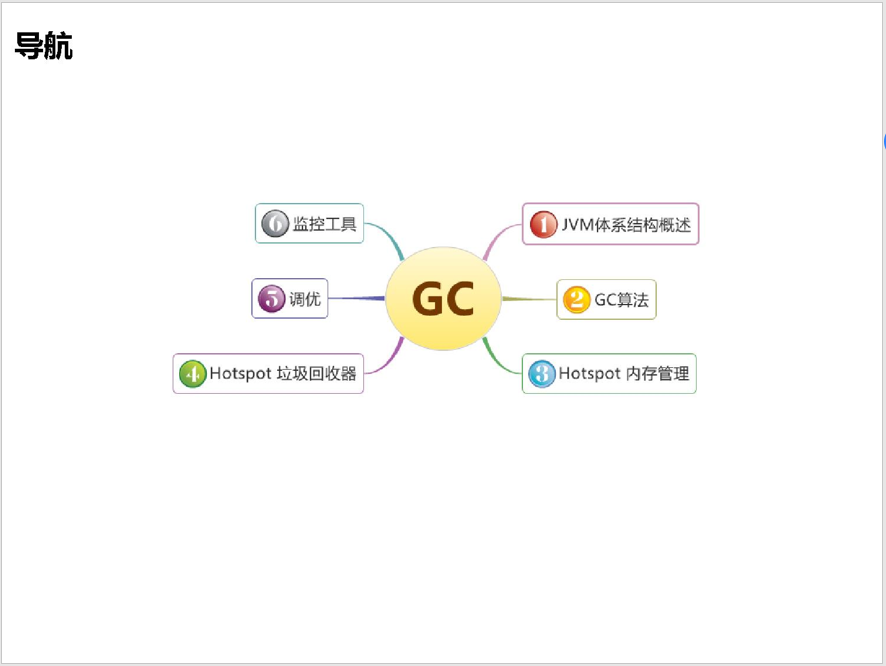 导航
GC
1 JVM体系结构概述
2 GC算法
3 Hotspot 内存管理
4 Hotspot 垃圾回收器
5 调优
6 监控工具